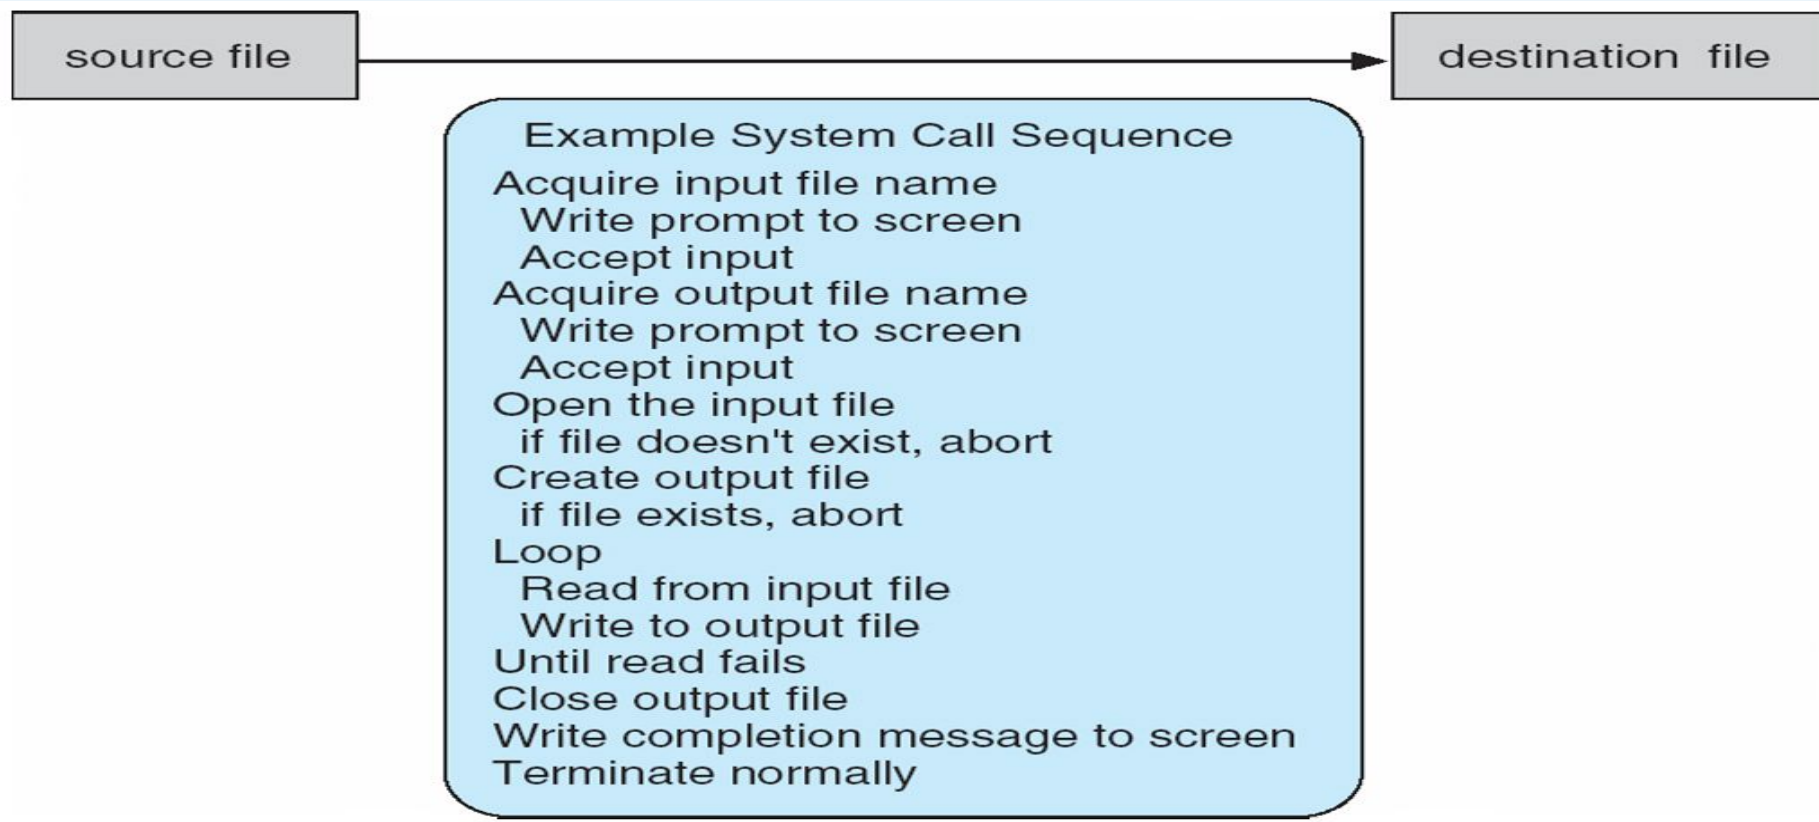 source file
destination file
Example System Call Sequence
Acquire input file name
Write prompt to screen
Accept input
Acquire output file name
Write prompt to screen
Accept input
Open the input file
if file doesn't exist, abort
Create output file
if file exists, abort
Loop
Read from input file
Write to output file
Until read fails
Close output file
Write completion message to screen
Terminate normally